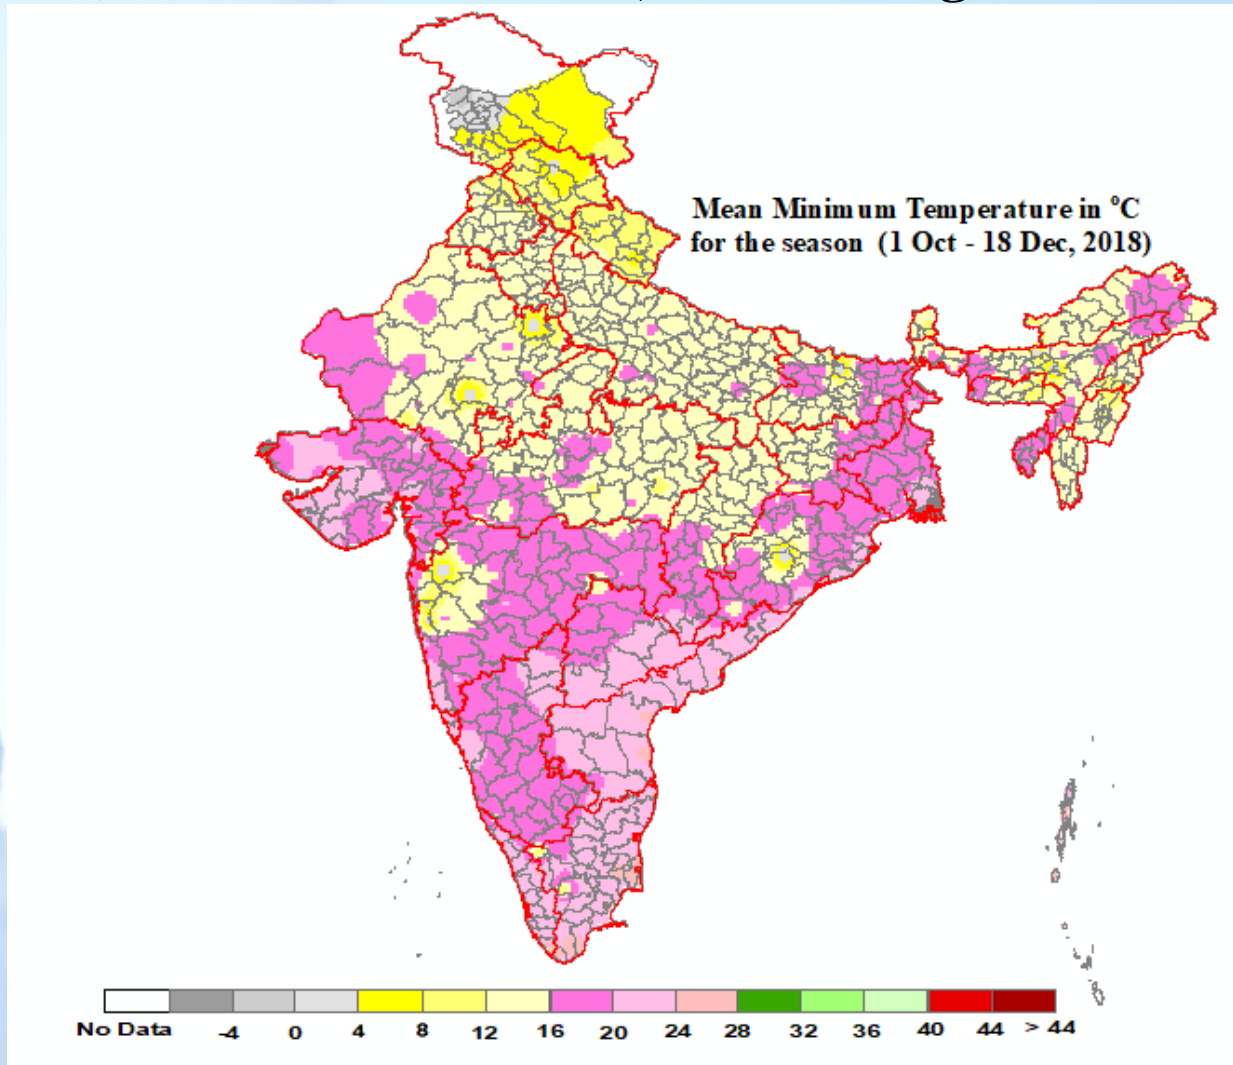 Mean Minimum Temperature in °C
for the season (1 Oct - 18 Dec, 2018)
No Data -4 0 4 8 12 16 20 24 28 32 36 40 44 > 44